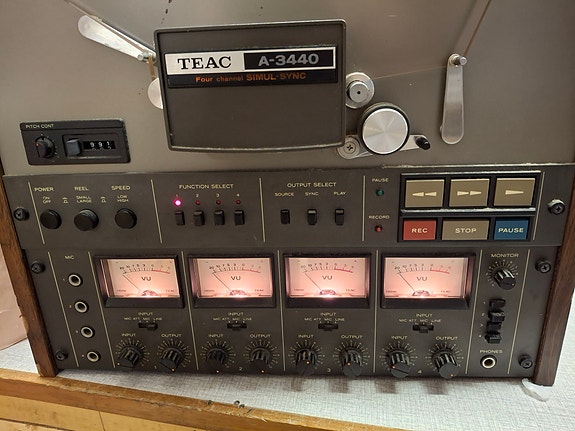 TEAC A-3440
Four channel SIMUL-SYNC
PITCH CONT
POWER REEL SPEED
ON SMALL LOW
OFF LARGE HIGH
FUNCTION SELECT
1 2 3 4
OUTPUT SELECT
SOURCE SYNC PLAY
PAUSE
RECORD
REC STOP PAUSE
MIC
VU VU VU VU
MONITOR
INPUT INPUT INPUT INPUT
MIC ATT MIC LINE MIC ATT MIC LINE MIC ATT MIC LINE MIC ATT MIC LINE
INPUT OUTPUT INPUT OUTPUT INPUT OUTPUT INPUT OUTPUT
PHONES